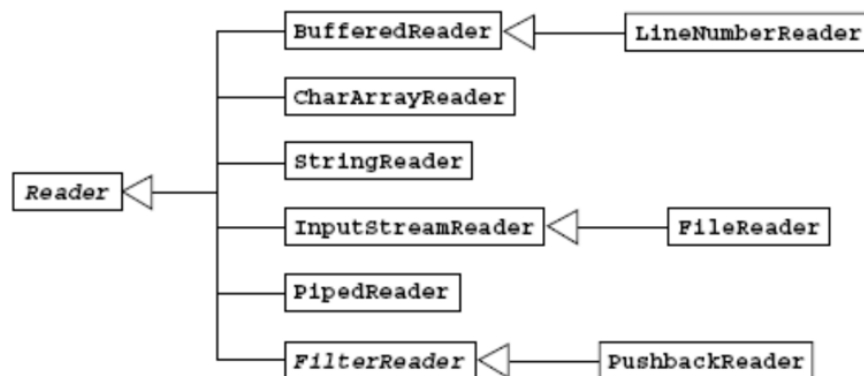 BufferedReader LineNumberReader
CharArrayReader
StringReader
Reader
InputStreamReader FileReader
PipedReader
FilterReader PushbackReader